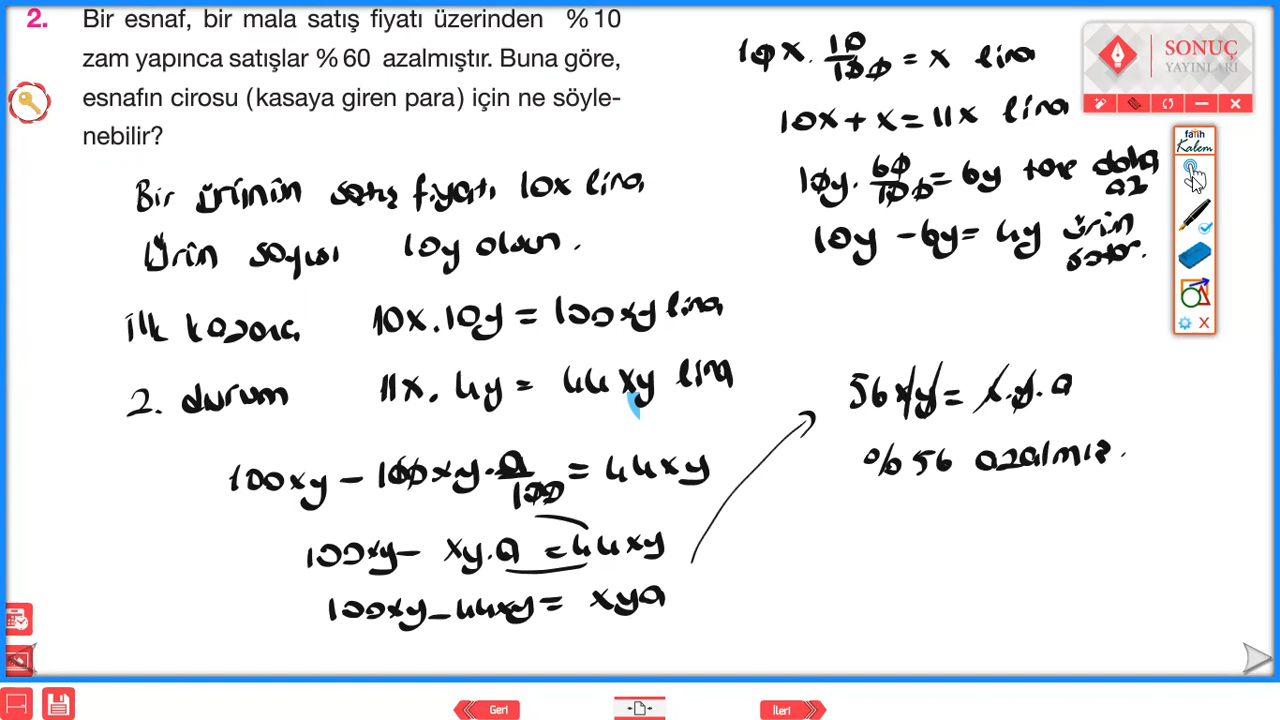 2. Bir esnaf, bir mala satış fiyatı üzerinden %10
zam yapınca satışlar %60 azalmıştır. Buna göre,
esnafın cirosu (kasaya giren para) için ne söyle-
nebilir?
Bir ürünün satış fiyatı 10x lira
Ürün sayısı 10y olsun.
İlk kazanç 10x.10y = 100xy lira
2. durum 11x.4y = 44xy lira
100xy - 100xy.a/100 = 44xy
100xy - xy.a = 44xy
100xy - 44xy = xya
10x.10/100 = x lira
10x + x = 11x lira
10y.60/100 = 6y tane daha
az
10y - 6y = 4y ürün
satar.
56xy = x.y.a
%56 azalmış.
SONUÇ
YAYINLARI
fatih
Kalem
Geri
İleri